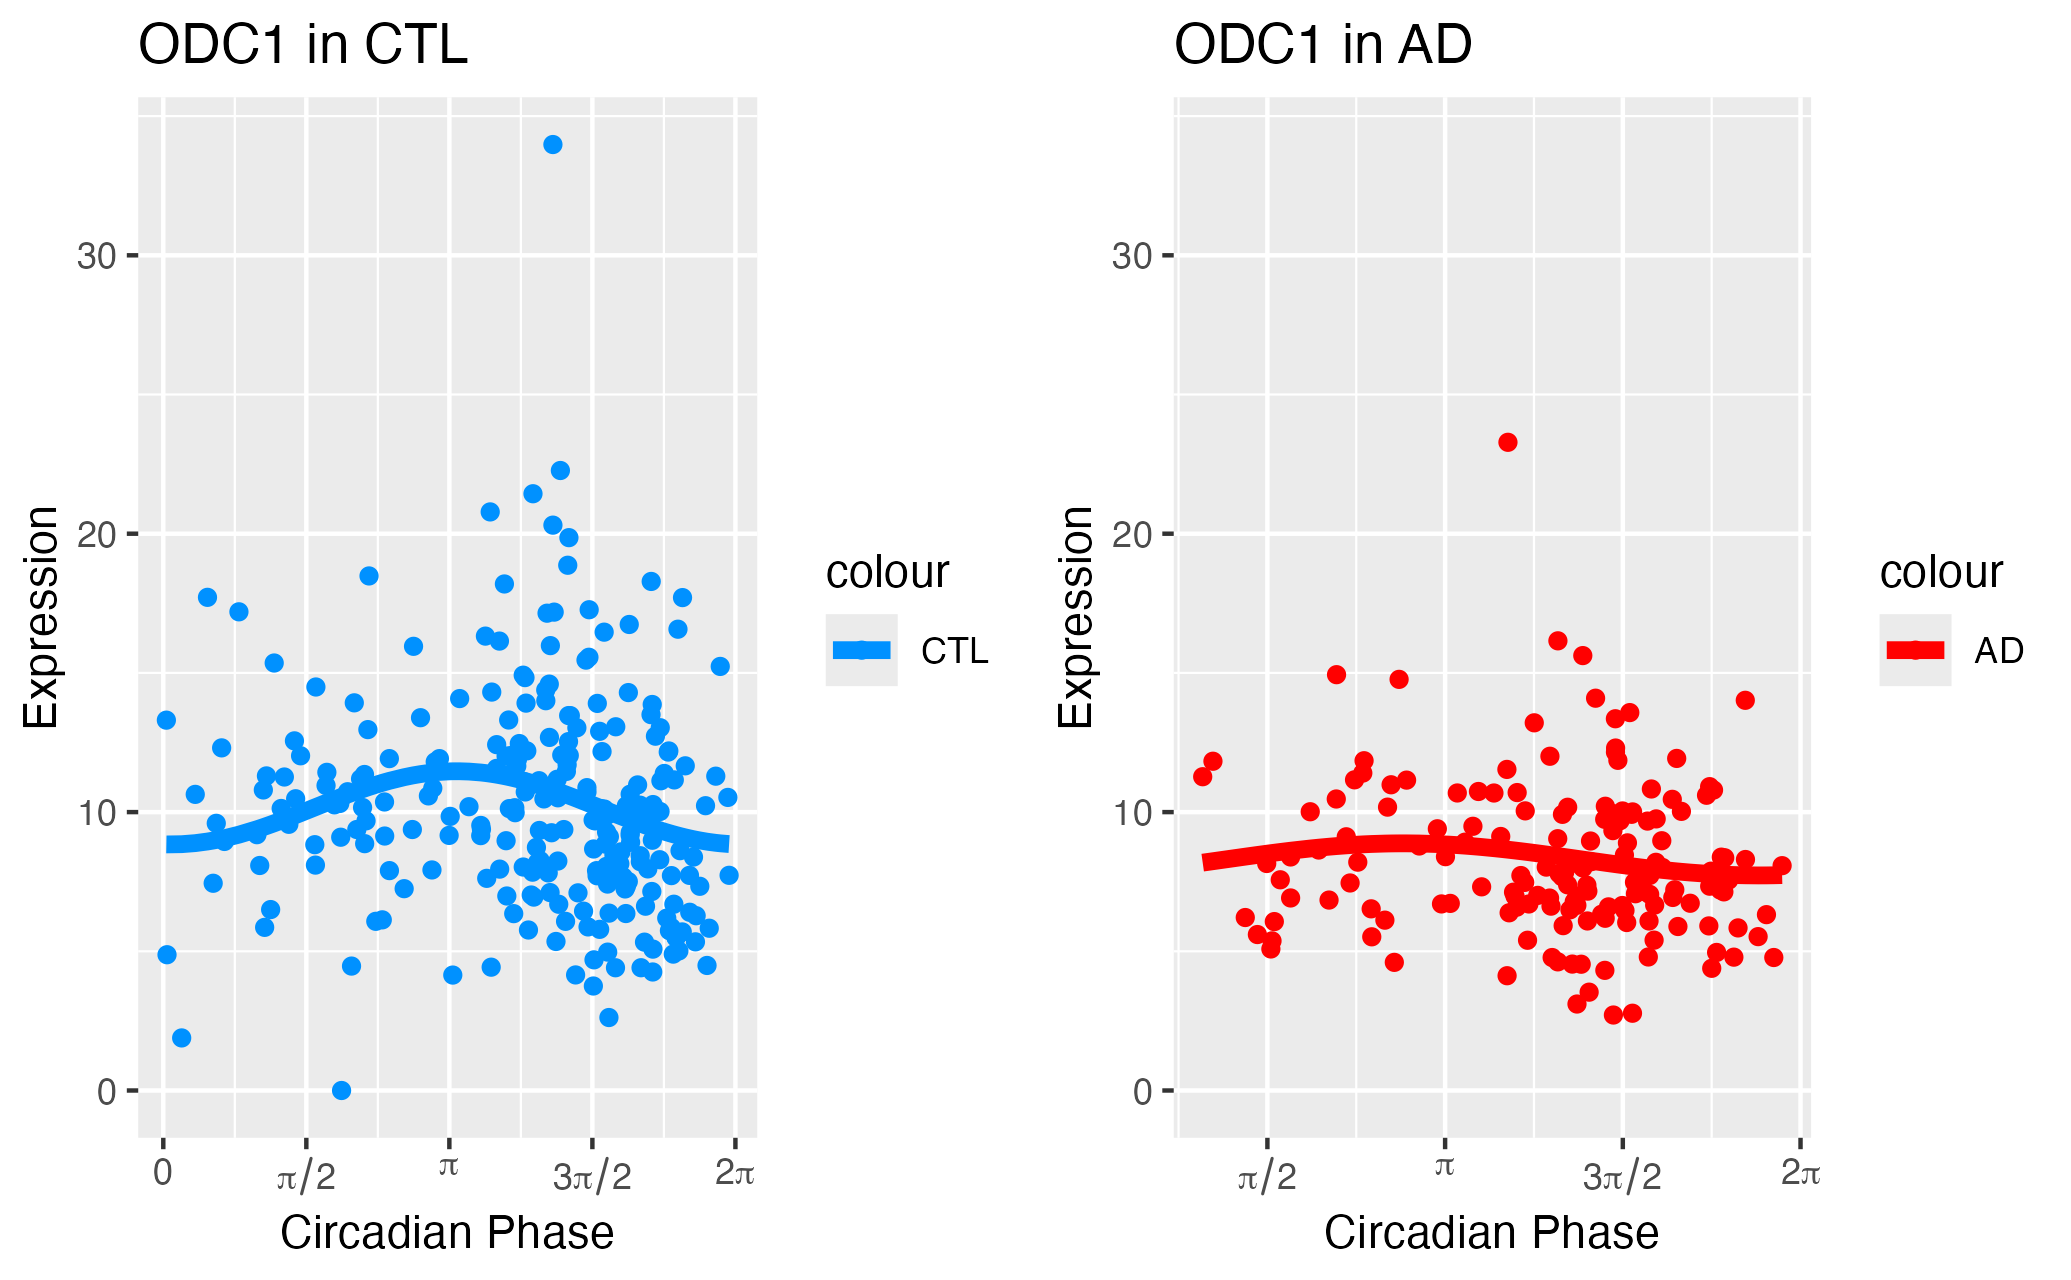 ODC1 in CTL
30
20
10
0
Expression
0 π/2 π 3π/2 2π
Circadian Phase
colour
CTL
ODC1 in AD
30
20
10
0
Expression
π/2 π 3π/2 2π
Circadian Phase
colour
AD